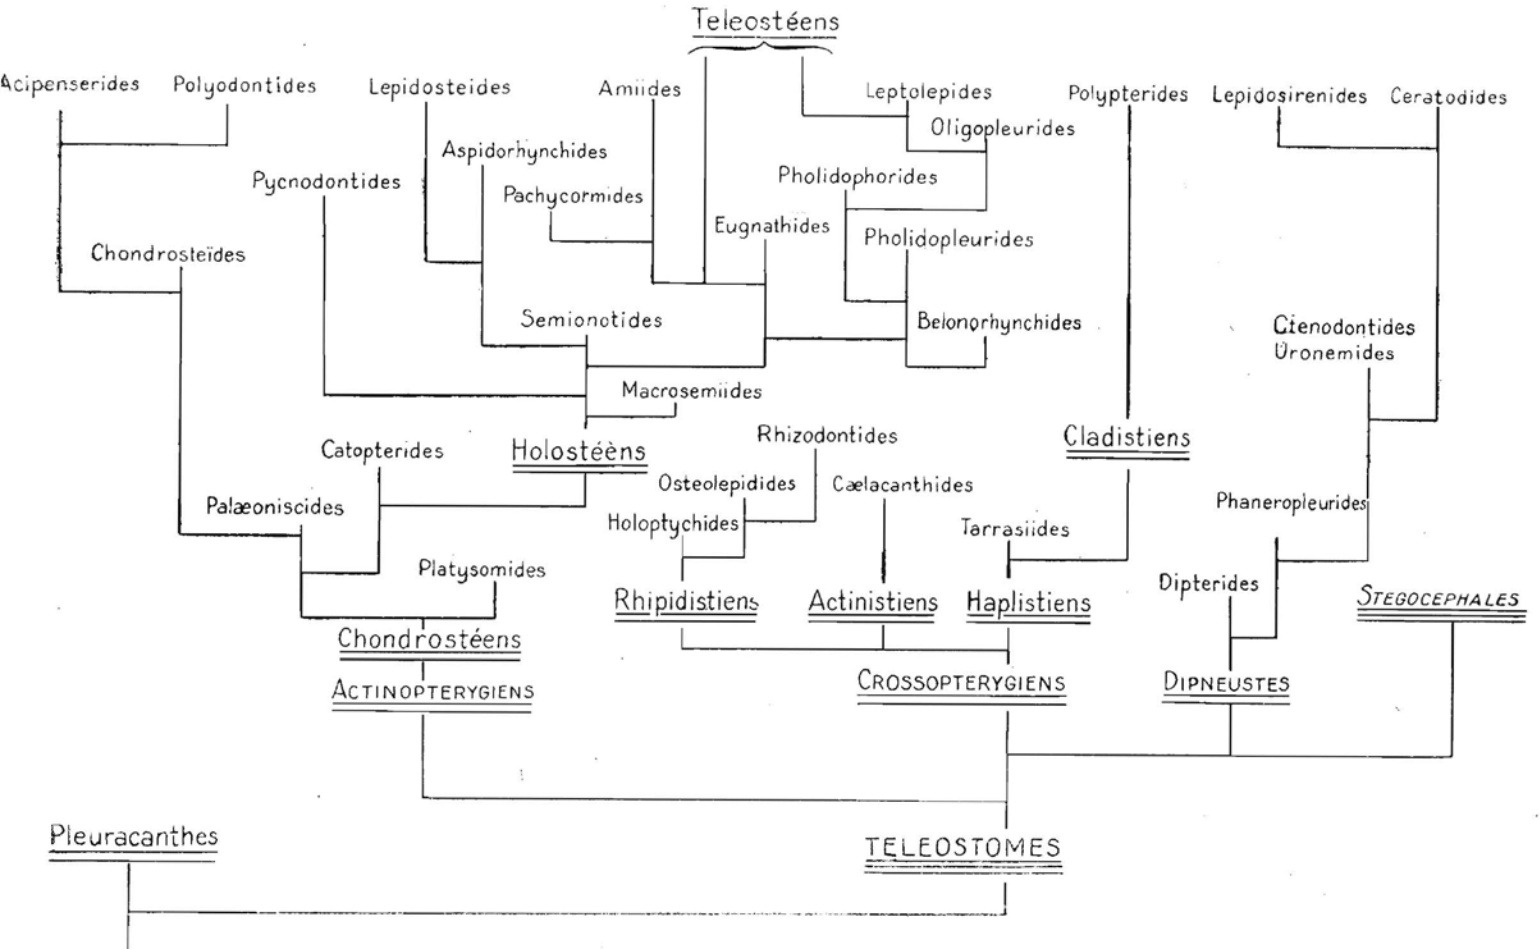 Teleostéens
Acipenserides
Polyodontides
Lepidosteides
Amiides
Leptolepides
Polypterides
Lepidosirenides
Ceratodides
Oligopleurides
Aspidorhynchides
Pycnodontides
Pachycormides
Pholidophorides
Eugnathides
Pholidopleurides
Chondrosteïdes
Semionotides
Belonorhynchides
Ctenodontides
Uronemides
Macrosemiides
Catopterides
Holostéèns
Rhizodontides
Cladistiens
Palæoniscides
Osteolepidides
Cælacanthides
Phaneropleurides
Holoptychides
Tarrasiides
Platysomides
Dipterides
Rhipidistiens
Actinistiens
Haplistiens
STEGOCEPHALES
Chondrostéens
ACTINOPTERYGIENS
CROSSOPTERYGIENS
DIPNEUSTES
Pleuracanthes
TELEOSTOMES